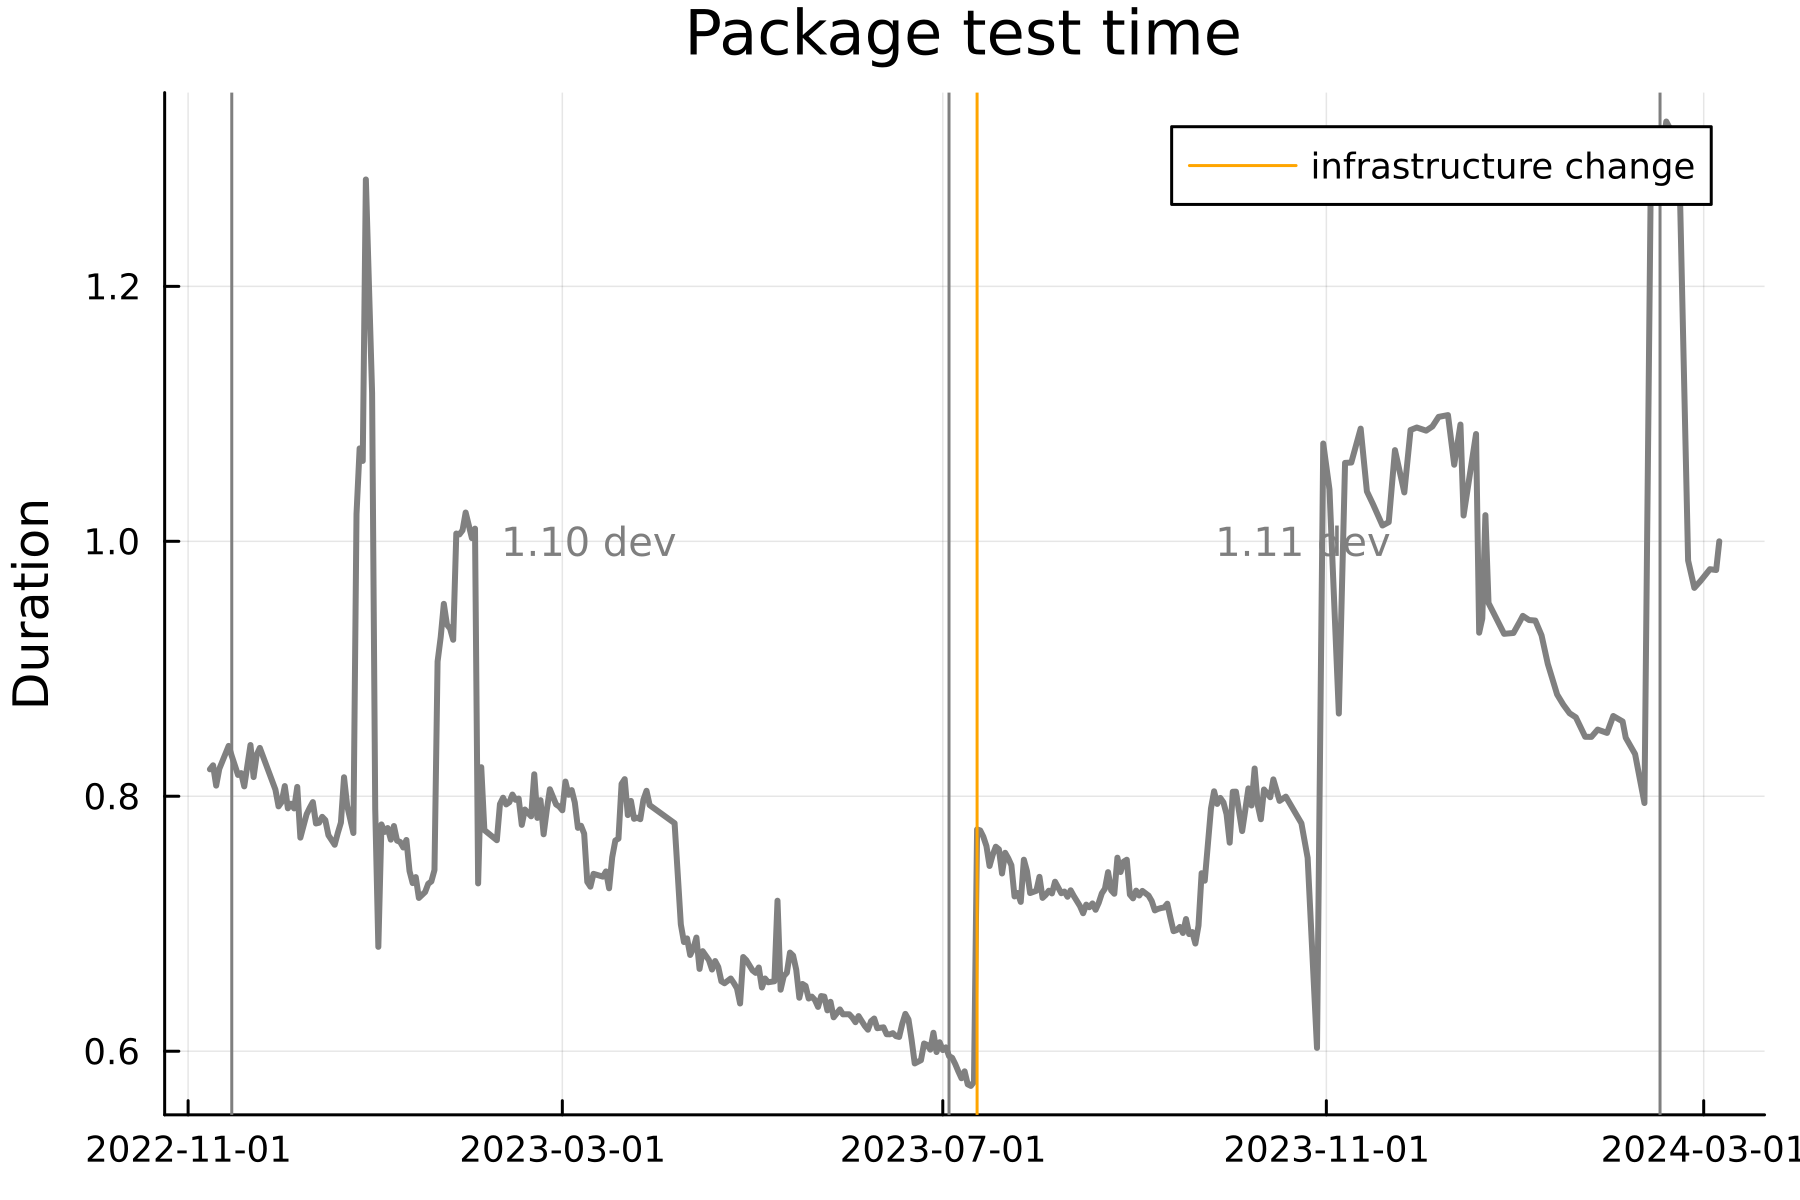 Package test time
infrastructure change
1.2
1.0
0.8
0.6
Duration
1.10 dev
1.11 dev
2022-11-01
2023-03-01
2023-07-01
2023-11-01
2024-03-01